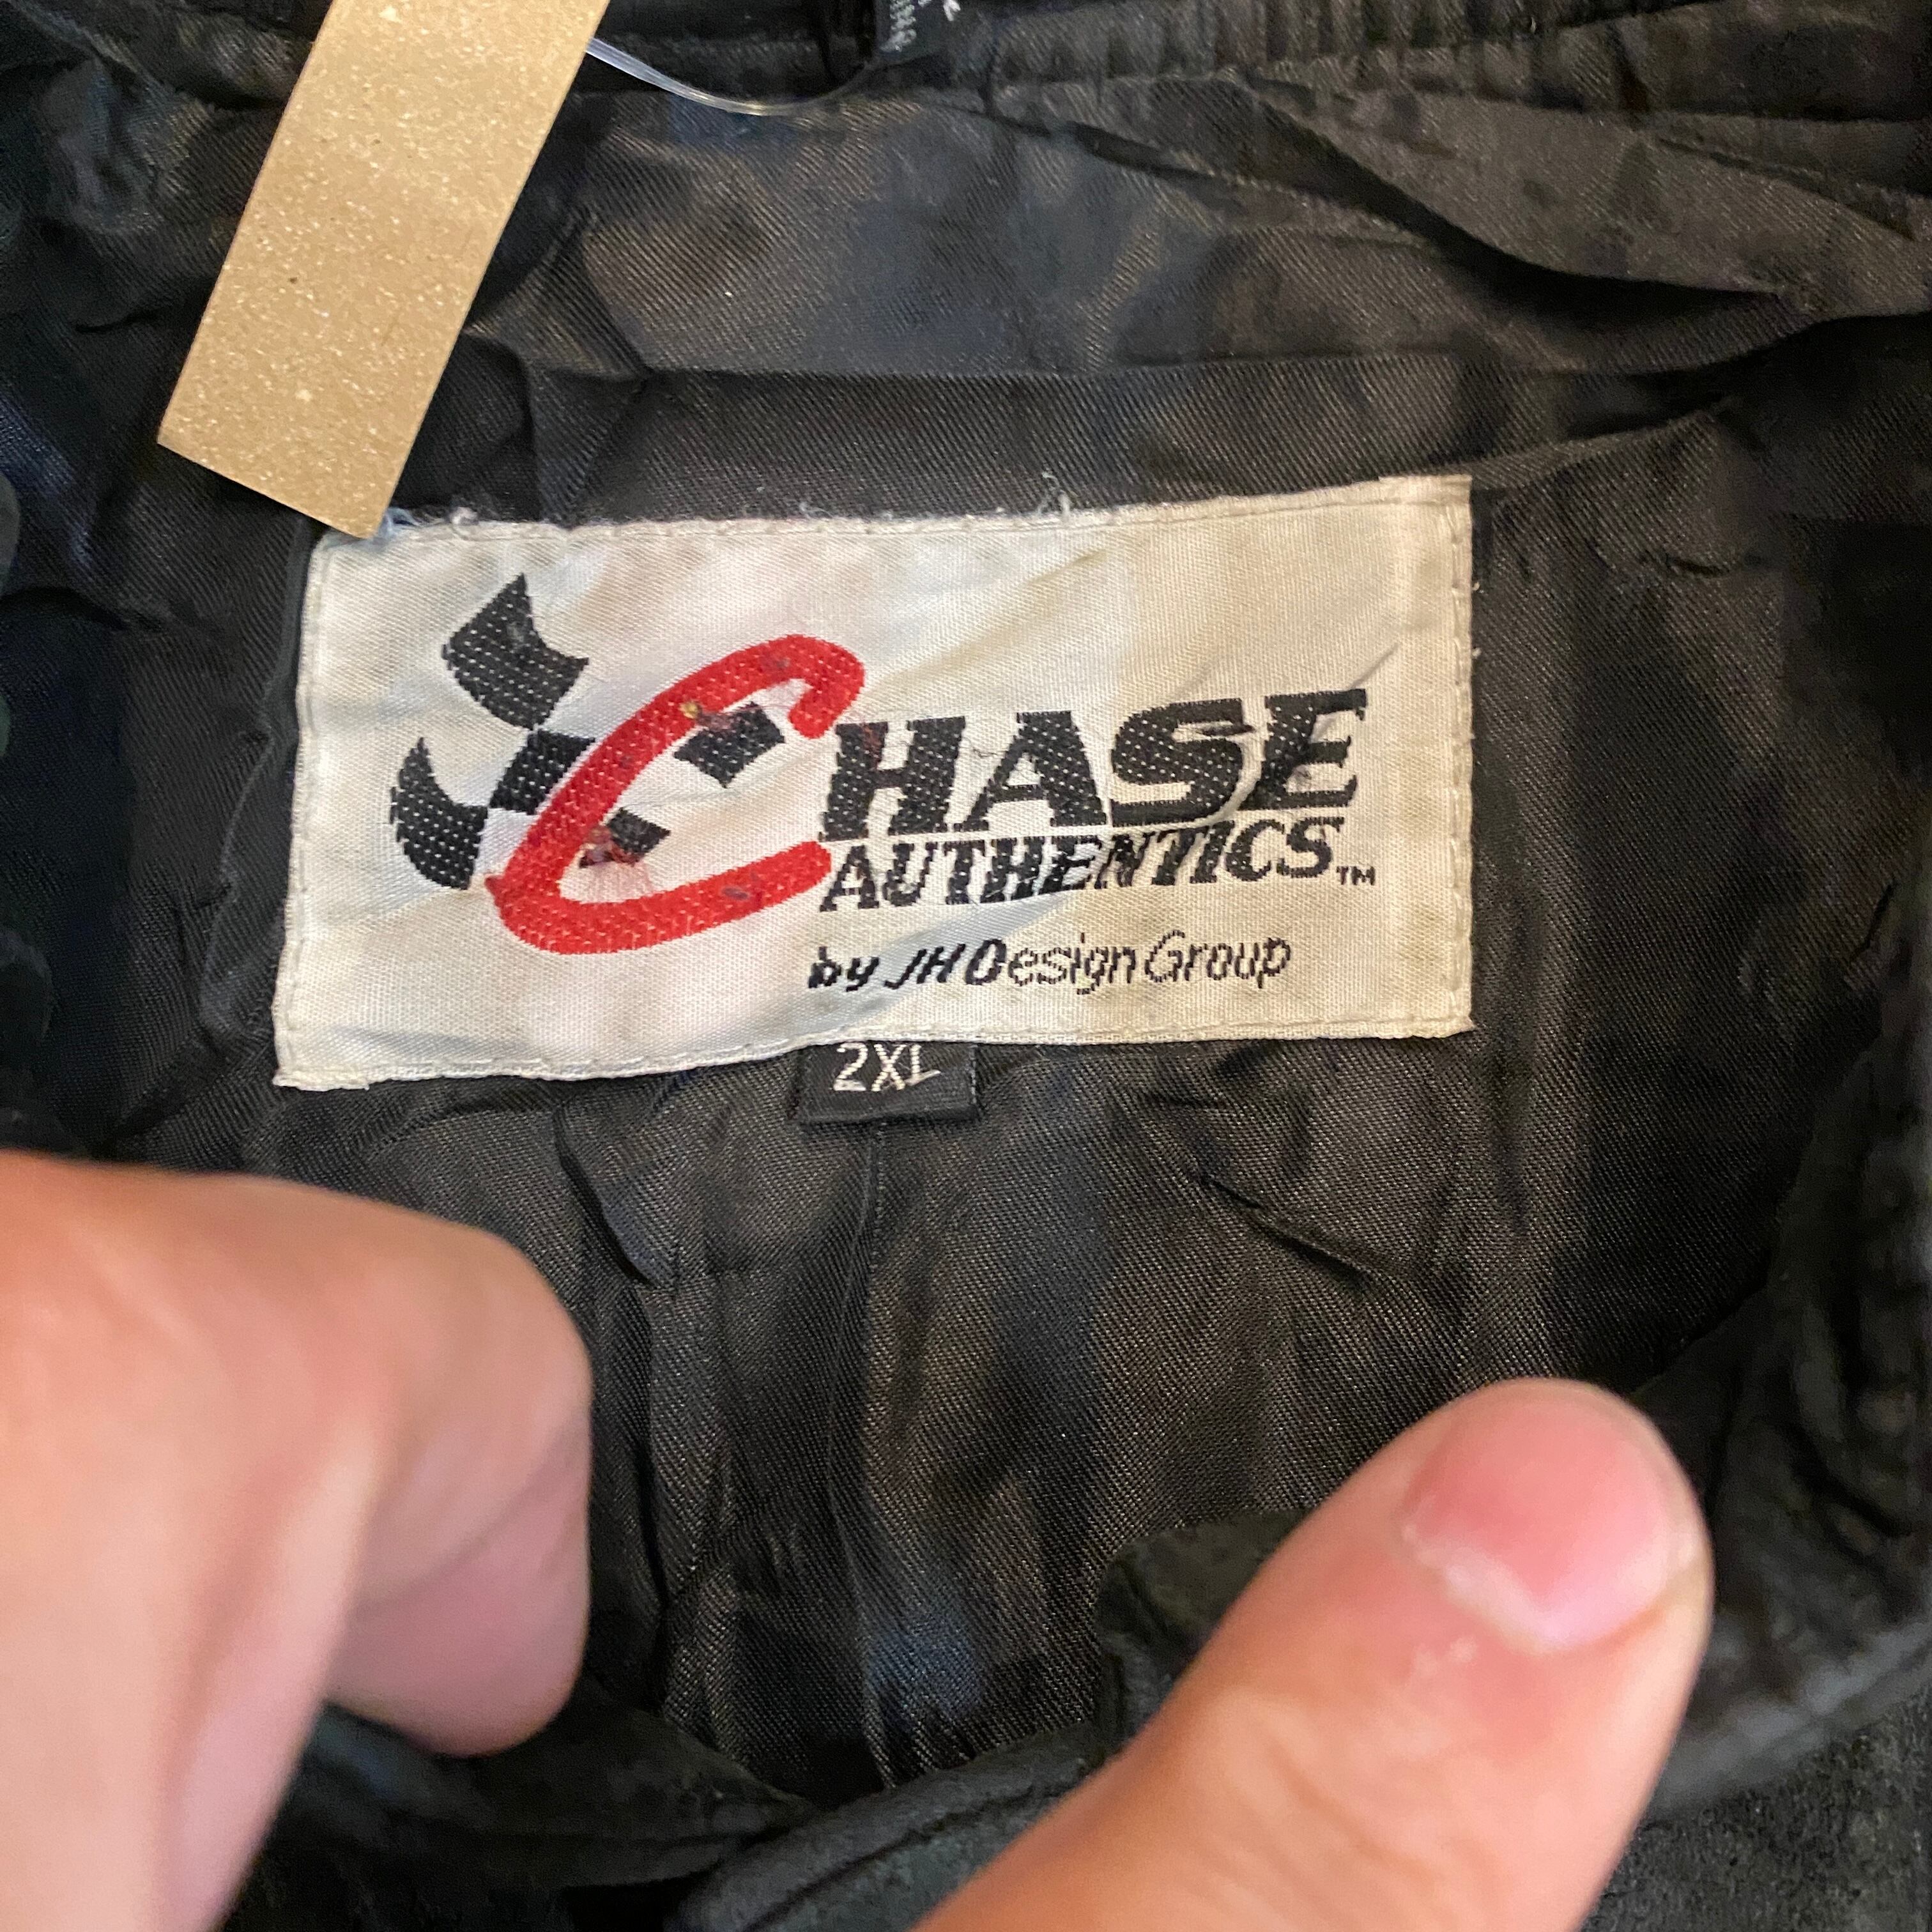 CHASE
AUTHENTICS™
by JH Design Group
2XL